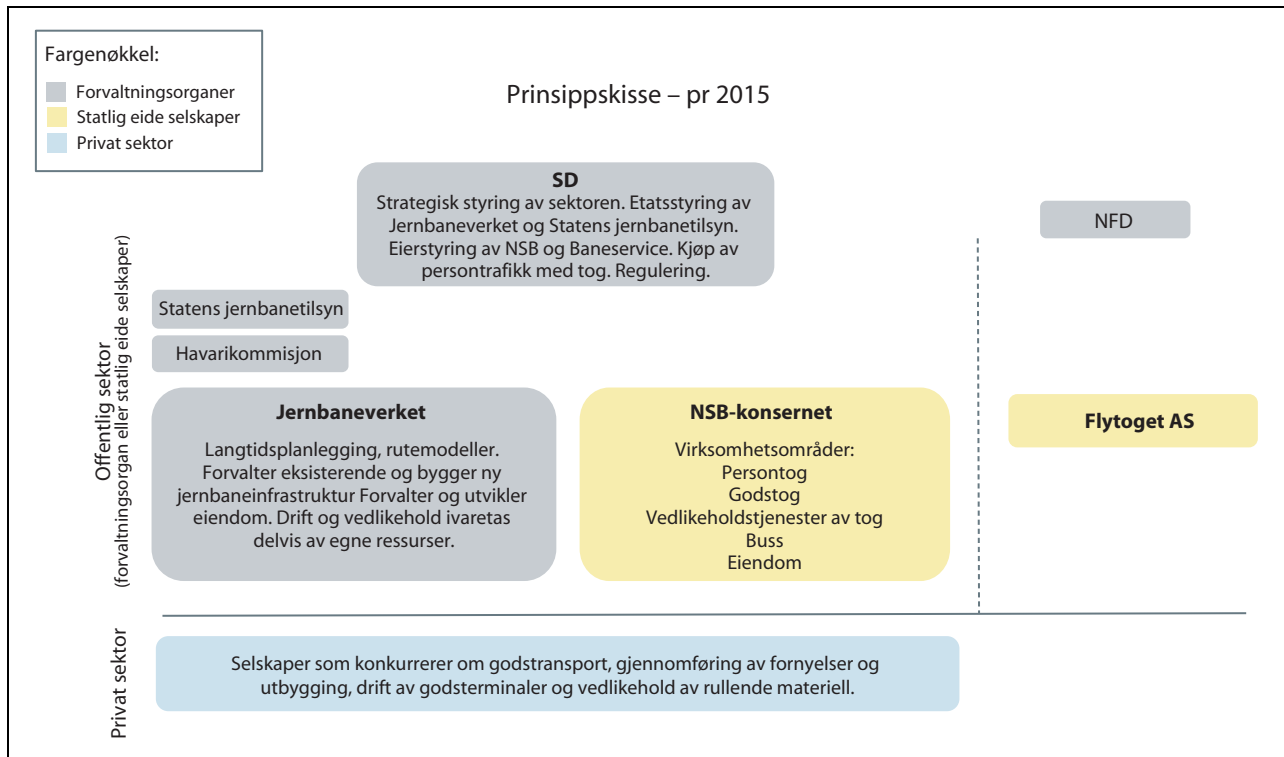 Fargenøkkel:
Forvaltningsorganer
Statlig eide selskaper
Privat sektor
Prinsippskisse – pr 2015
SD
Strategisk styring av sektoren. Etatsstyring av
Jernbaneverket og Statens jernbanetilsyn.
Eierstyring av NSB og Baneservice. Kjøp av
persontrafikk med tog. Regulering.
NFD
Offentlig sektor
(forvaltningsorgan eller statlig eide selskaper)
Statens jernbanetilsyn
Havarikommisjon
Jernbaneverket
Langtidsplanlegging, rutemodeller.
Forvalter eksisterende og bygger ny
jernbaneinfrastruktur Forvalter og utvikler
eiendom. Drift og vedlikehold ivaretas
delvis av egne ressurser.
NSB-konsernet
Virksomhetsområder:
Persontog
Godstog
Vedlikeholdstjenester av tog
Buss
Eiendom
Flytoget AS
Privat sektor
Selskaper som konkurrerer om godstransport, gjennomføring av fornyelser og
utbygging, drift av godsterminaler og vedlikehold av rullende materiell.